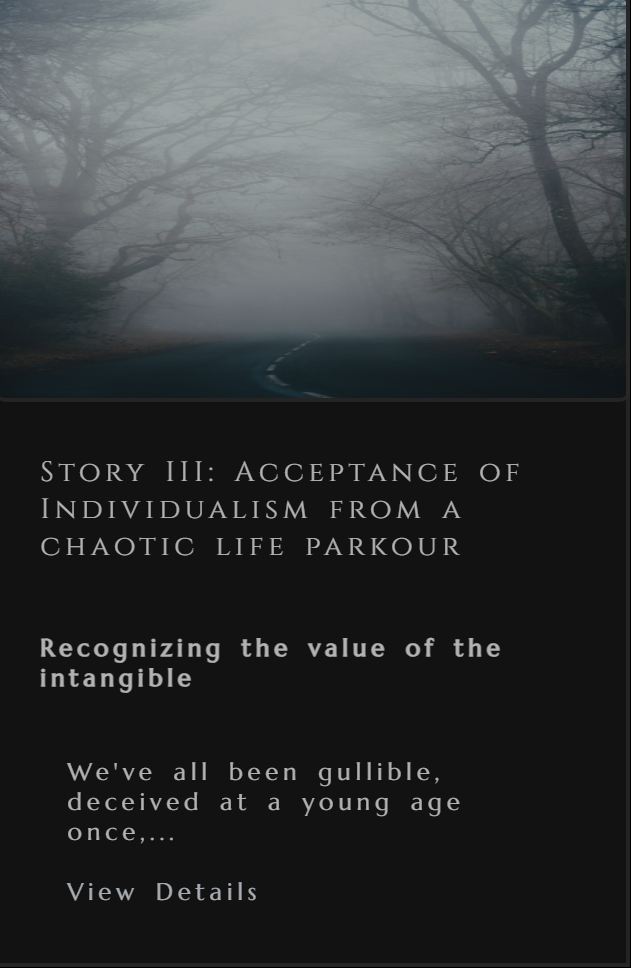 Story III: Acceptance of
Individualism from a
chaotic life parkour
Recognizing the value of the
intangible
We've all been gullible,
deceived at a young age
once,...
View Details